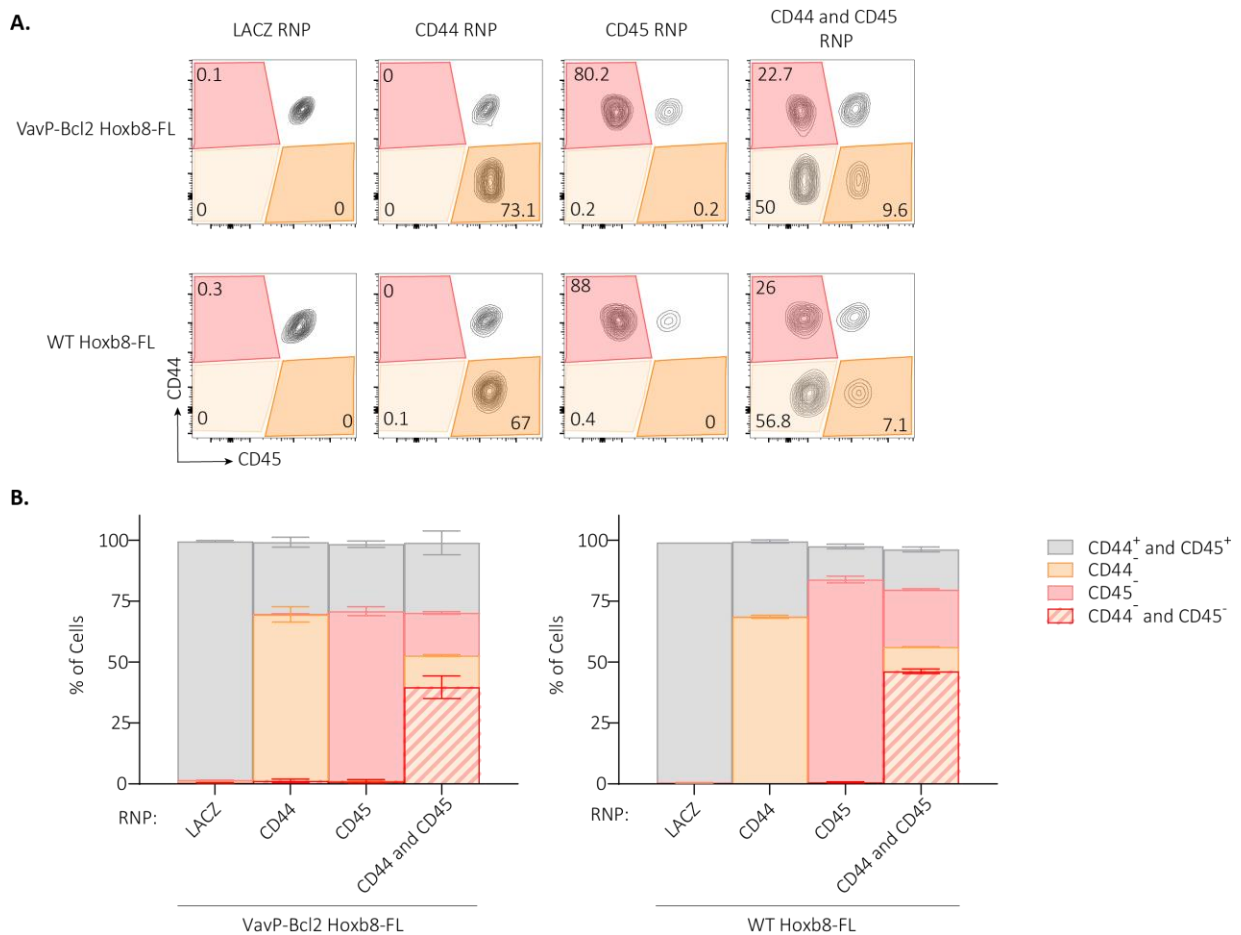 A.
LACZ RNP
CD44 RNP
CD45 RNP
CD44 and CD45
RNP
VavP-Bcl2 Hoxb8-FL
0.1
0
0
0
0
73.1
80.2
0.2
0.2
22.7
50
9.6
WT Hoxb8-FL
0.3
0
0
0
0.1
67
88
0.4
0
26
56.8
7.1
CD44
CD45
B.
% of Cells
100
75
50
25
0
RNP:
LACZ
CD44
CD45
CD44 and CD45
VavP-Bcl2 Hoxb8-FL
% of Cells
100
75
50
25
0
RNP:
LACZ
CD44
CD45
CD44 and CD45
WT Hoxb8-FL
CD44⁺ and CD45⁺
CD44⁻
CD45⁻
CD44⁻ and CD45⁻